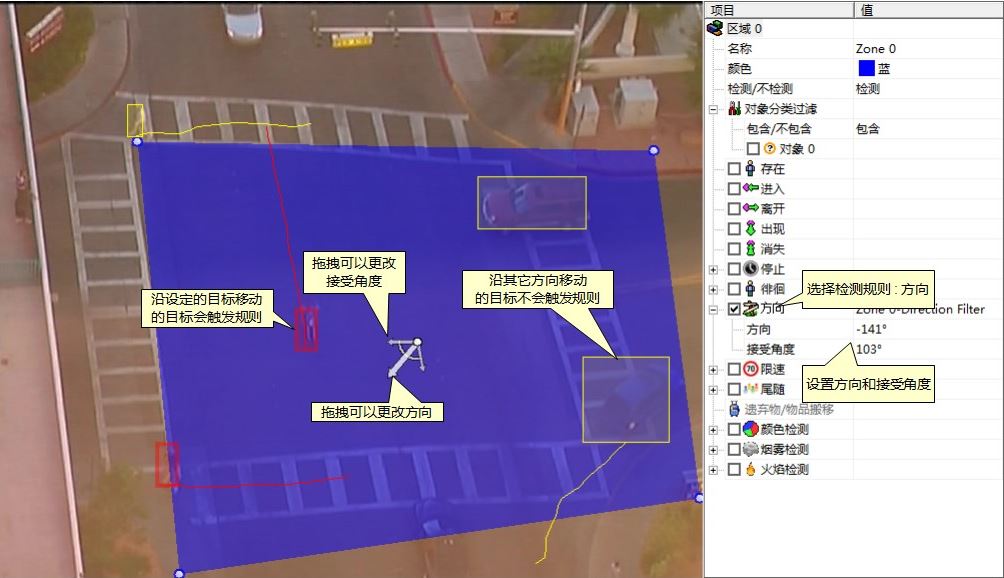 项目 值
区域 0
名称 Zone 0
颜色 蓝
检测/不检测 检测
对象分类过滤
包含/不包含 包含
对象 0
存在
进入
离开
出现
消失
停止
徘徊
方向 Zone 0-Direction Filter
方向 -141°
接受角度 103°
70 限速
尾随
遗弃物/物品搬移
颜色检测
烟雾检测
火焰检测
选择检测规则 : 方向
设置方向和接受角度
拖拽可以更改
接受角度
沿其它方向移动
的目标不会触发规则
沿设定的目标移动
的目标会触发规则
拖拽可以更改方向